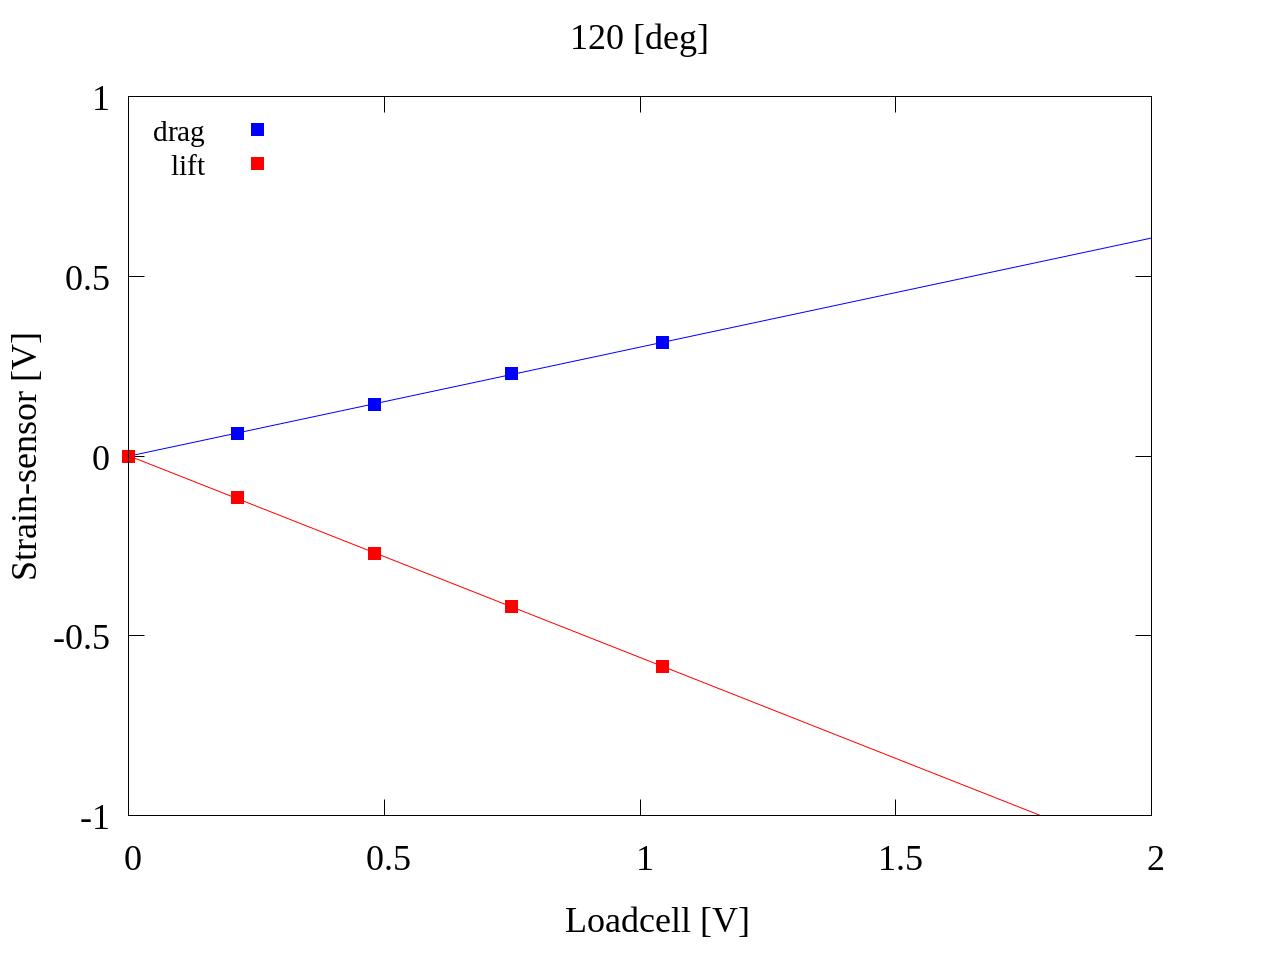 120 [deg]
drag
lift
1
0.5
0
-0.5
-1
Strain-sensor [V]
0 0.5 1 1.5 2
Loadcell [V]